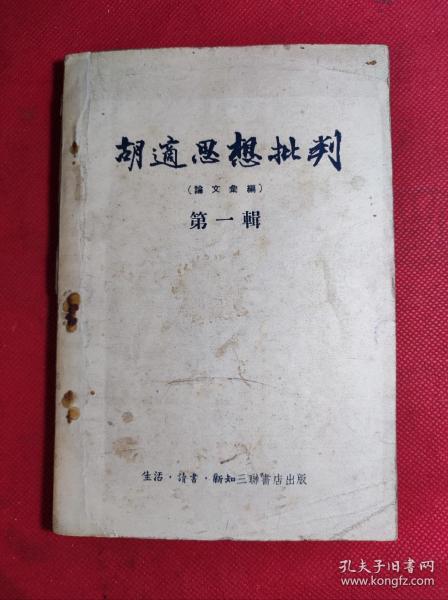 胡適思想批判
(論文彙編)
第一輯
生活·讀書·新知三聯書店出版
孔夫子旧书网
www.kongfz.com